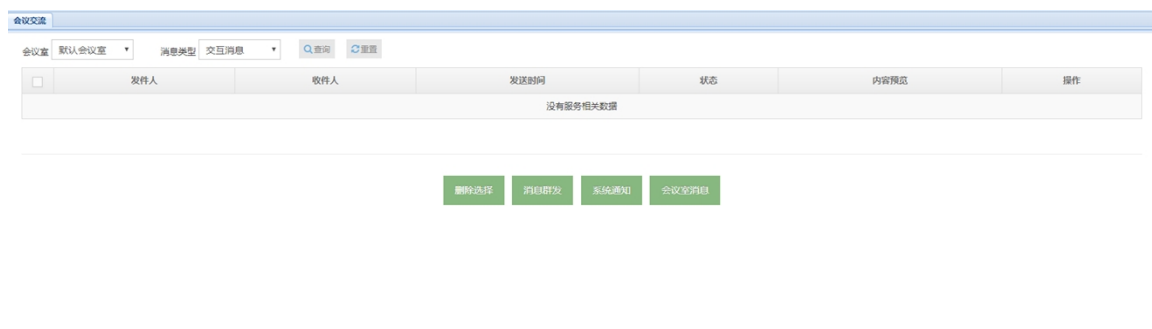 会议交流
会议室 默认会议室 消息类型 交互消息 查询 重置
发件人 收件人 发送时间 状态 内容预览 操作
没有服务相关数据
删除选择 消息群发 系统通知 会议室消息